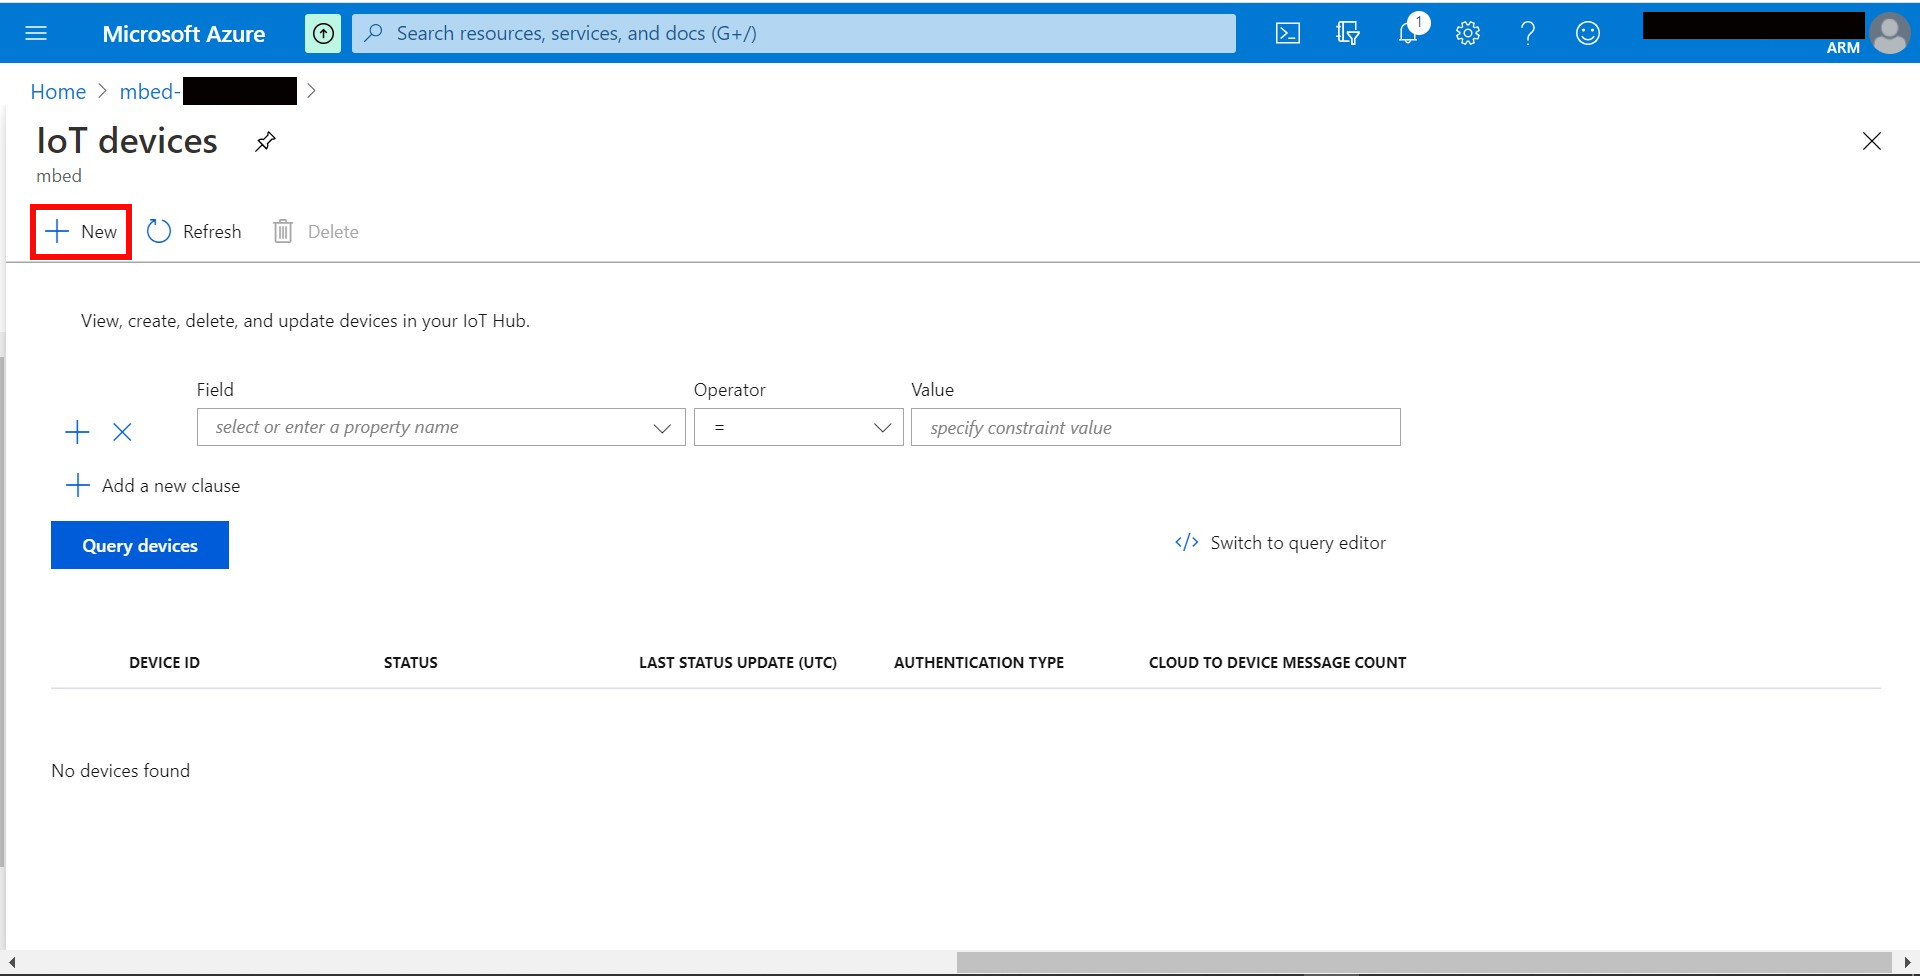 Microsoft Azure
Search resources, services, and docs (G+/)
1
ARM
Home > mbed- >
IoT devices
mbed
New Refresh Delete
View, create, delete, and update devices in your IoT Hub.
Field Operator Value
select or enter a property name = specify constraint value
Add a new clause
Query devices
</> Switch to query editor
DEVICE ID STATUS LAST STATUS UPDATE (UTC) AUTHENTICATION TYPE CLOUD TO DEVICE MESSAGE COUNT
No devices found